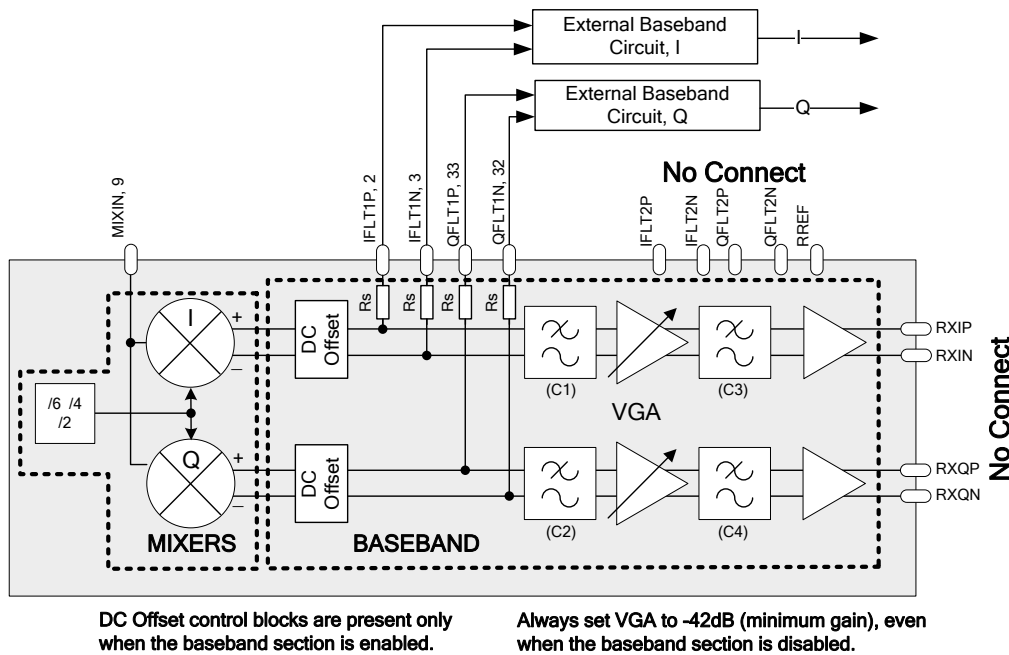 External Baseband
Circuit, I
I
External Baseband
Circuit, Q
Q
No Connect
MIXIN, 9
IFLT1P, 2
IFLT1N, 3
QFLT1P, 33
QFLT1N, 32
IFLT2P
IFLT2N
QFLT2P
QFLT2N
RREF
Rs
Rs
Rs
Rs
I
+
–
DC
Offset
(C1)
VGA
(C3)
RXIP
RXIN
/6 /4
/2
Q
+
–
DC
Offset
(C2)
(C4)
RXQP
RXQN
No Connect
MIXERS
BASEBAND
DC Offset control blocks are present only
when the baseband section is enabled.
Always set VGA to -42dB (minimum gain), even
when the baseband section is disabled.